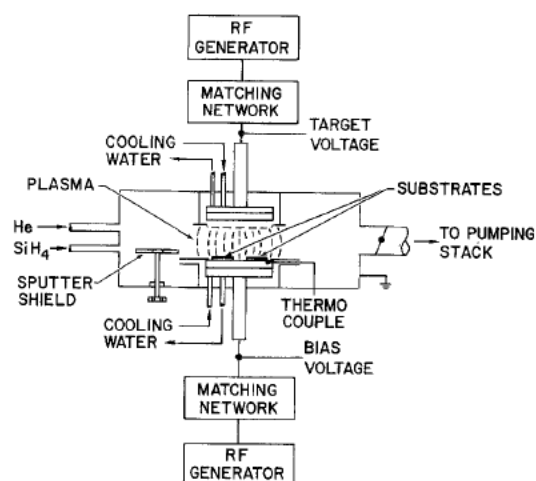 RF
GENERATOR
MATCHING
NETWORK
COOLING
WATER
TARGET
VOLTAGE
PLASMA
SUBSTRATES
He
SiH4
TO PUMPING
STACK
SPUTTER
SHIELD
THERMO
COUPLE
COOLING
WATER
BIAS
VOLTAGE
MATCHING
NETWORK
RF
GENERATOR